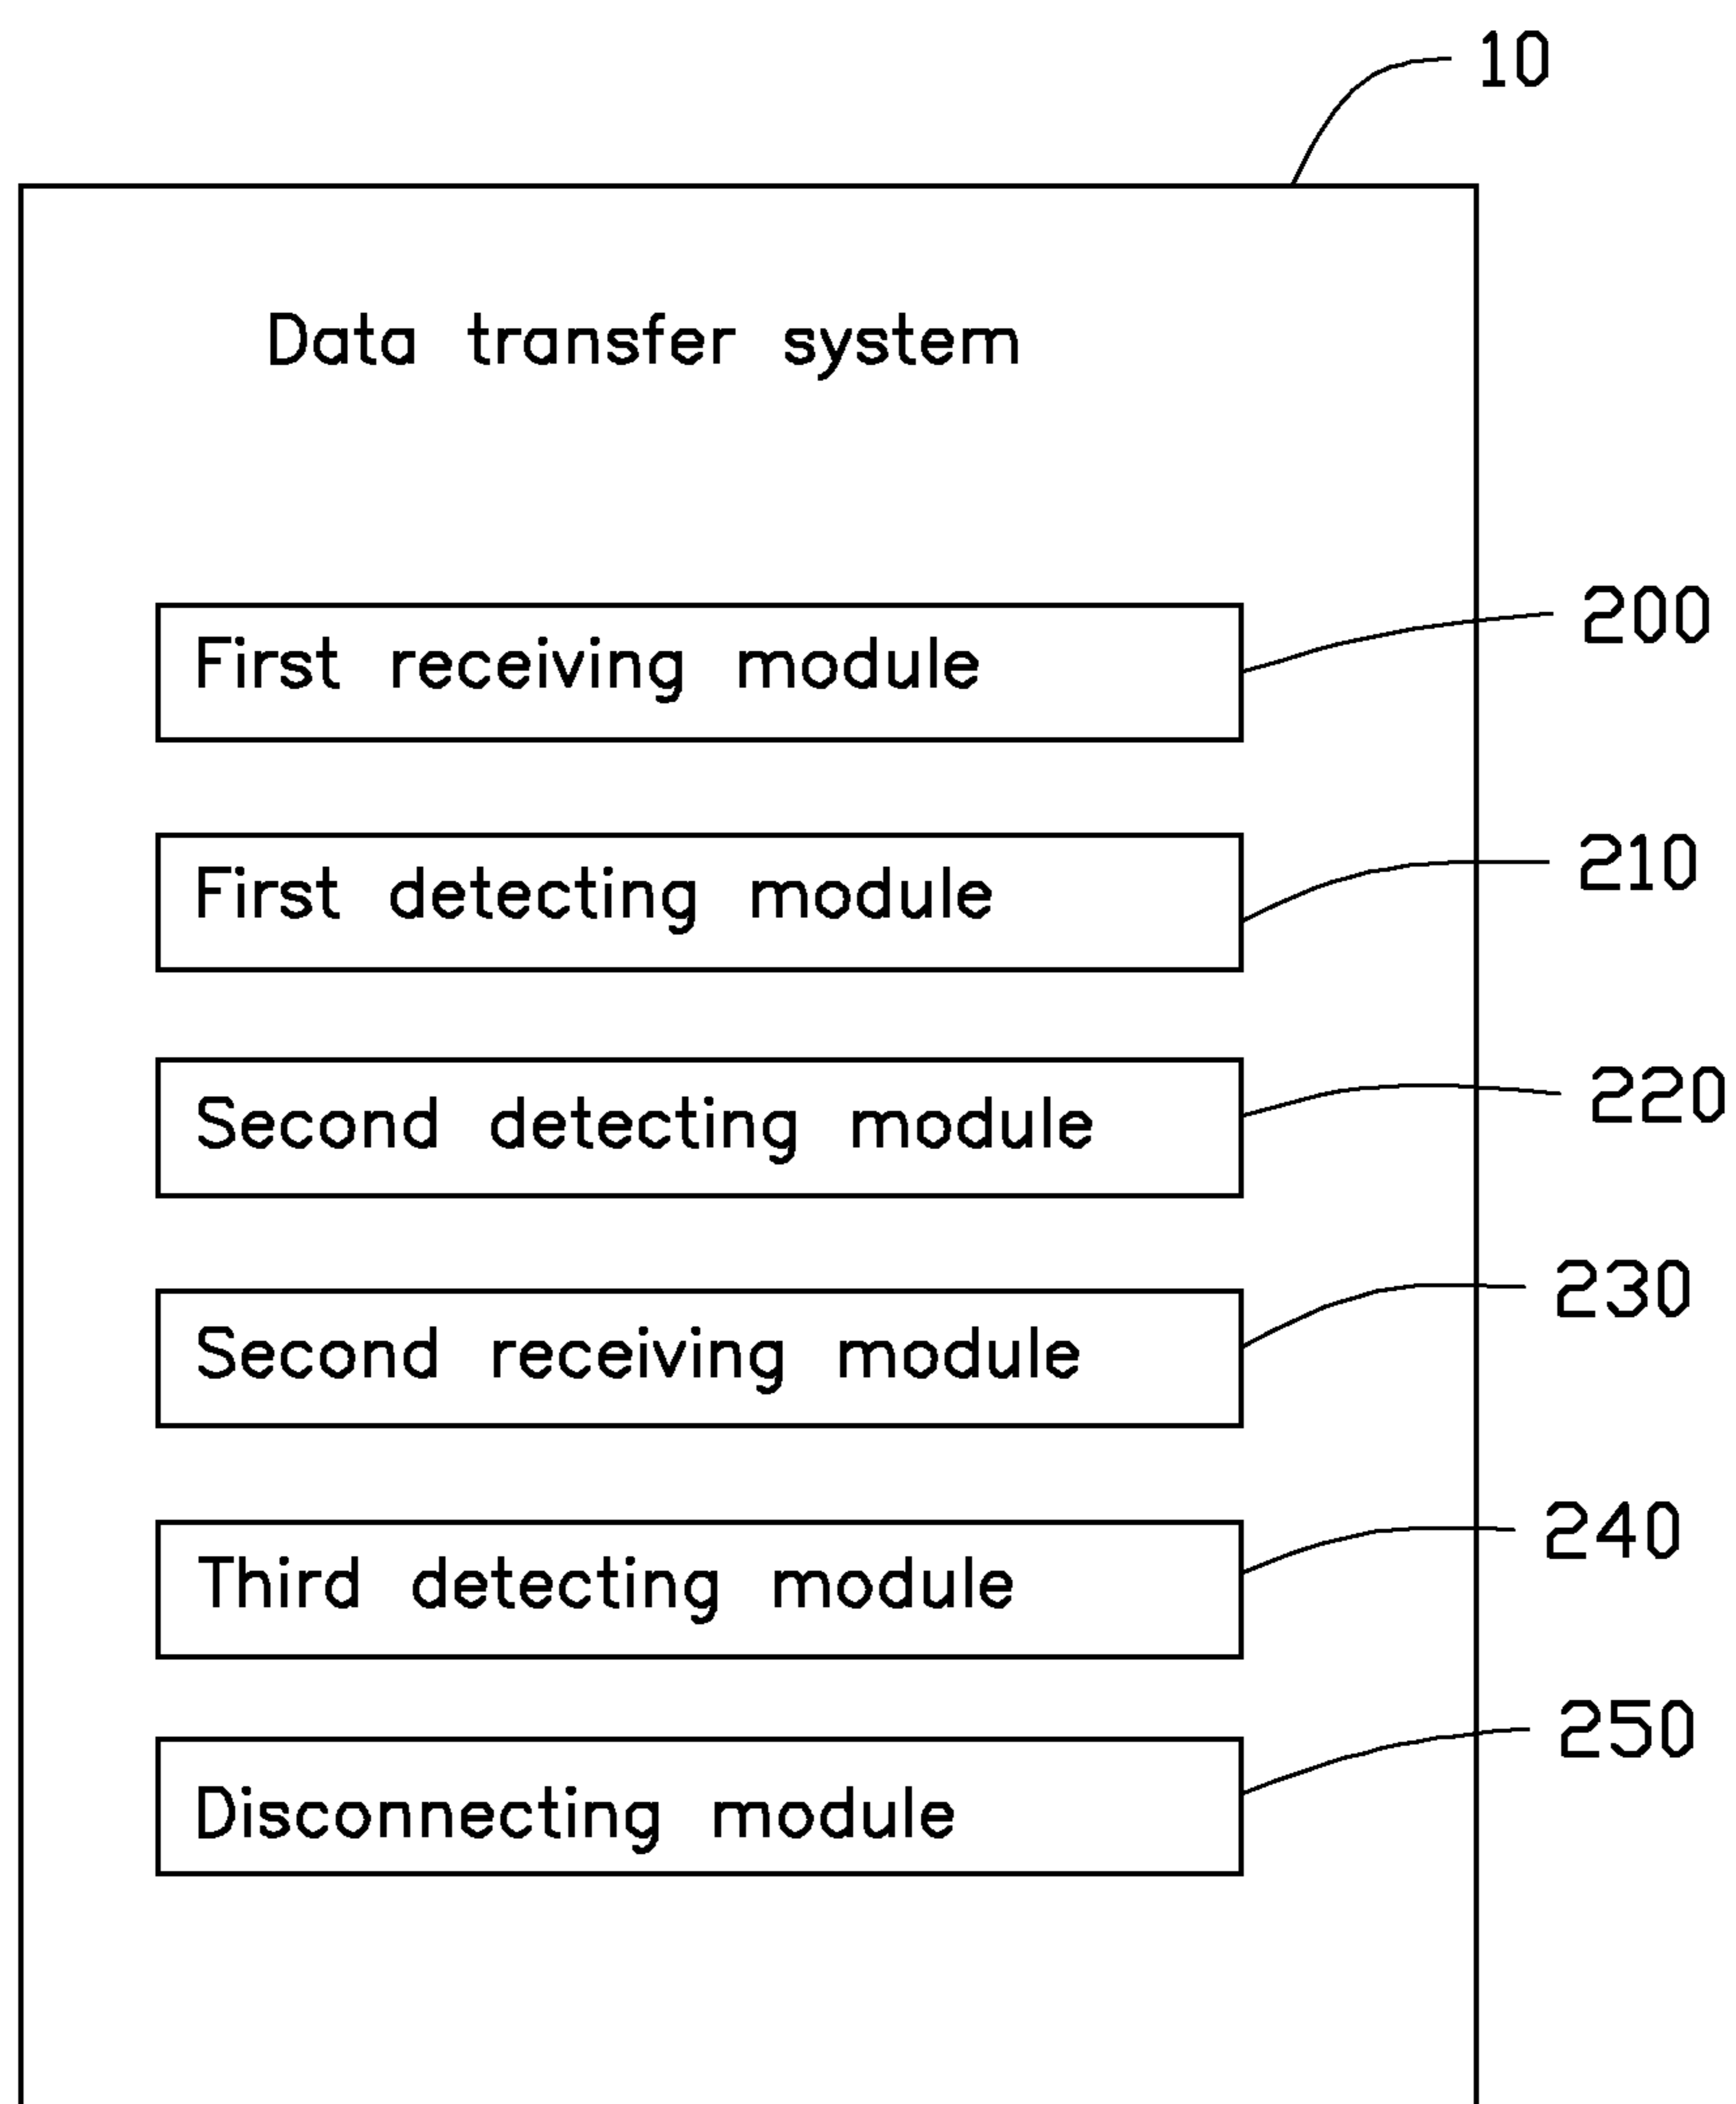 10
Data transfer system
First receiving module 200
First detecting module 210
Second detecting module 220
Second receiving module 230
Third detecting module 240
Disconnecting module 250